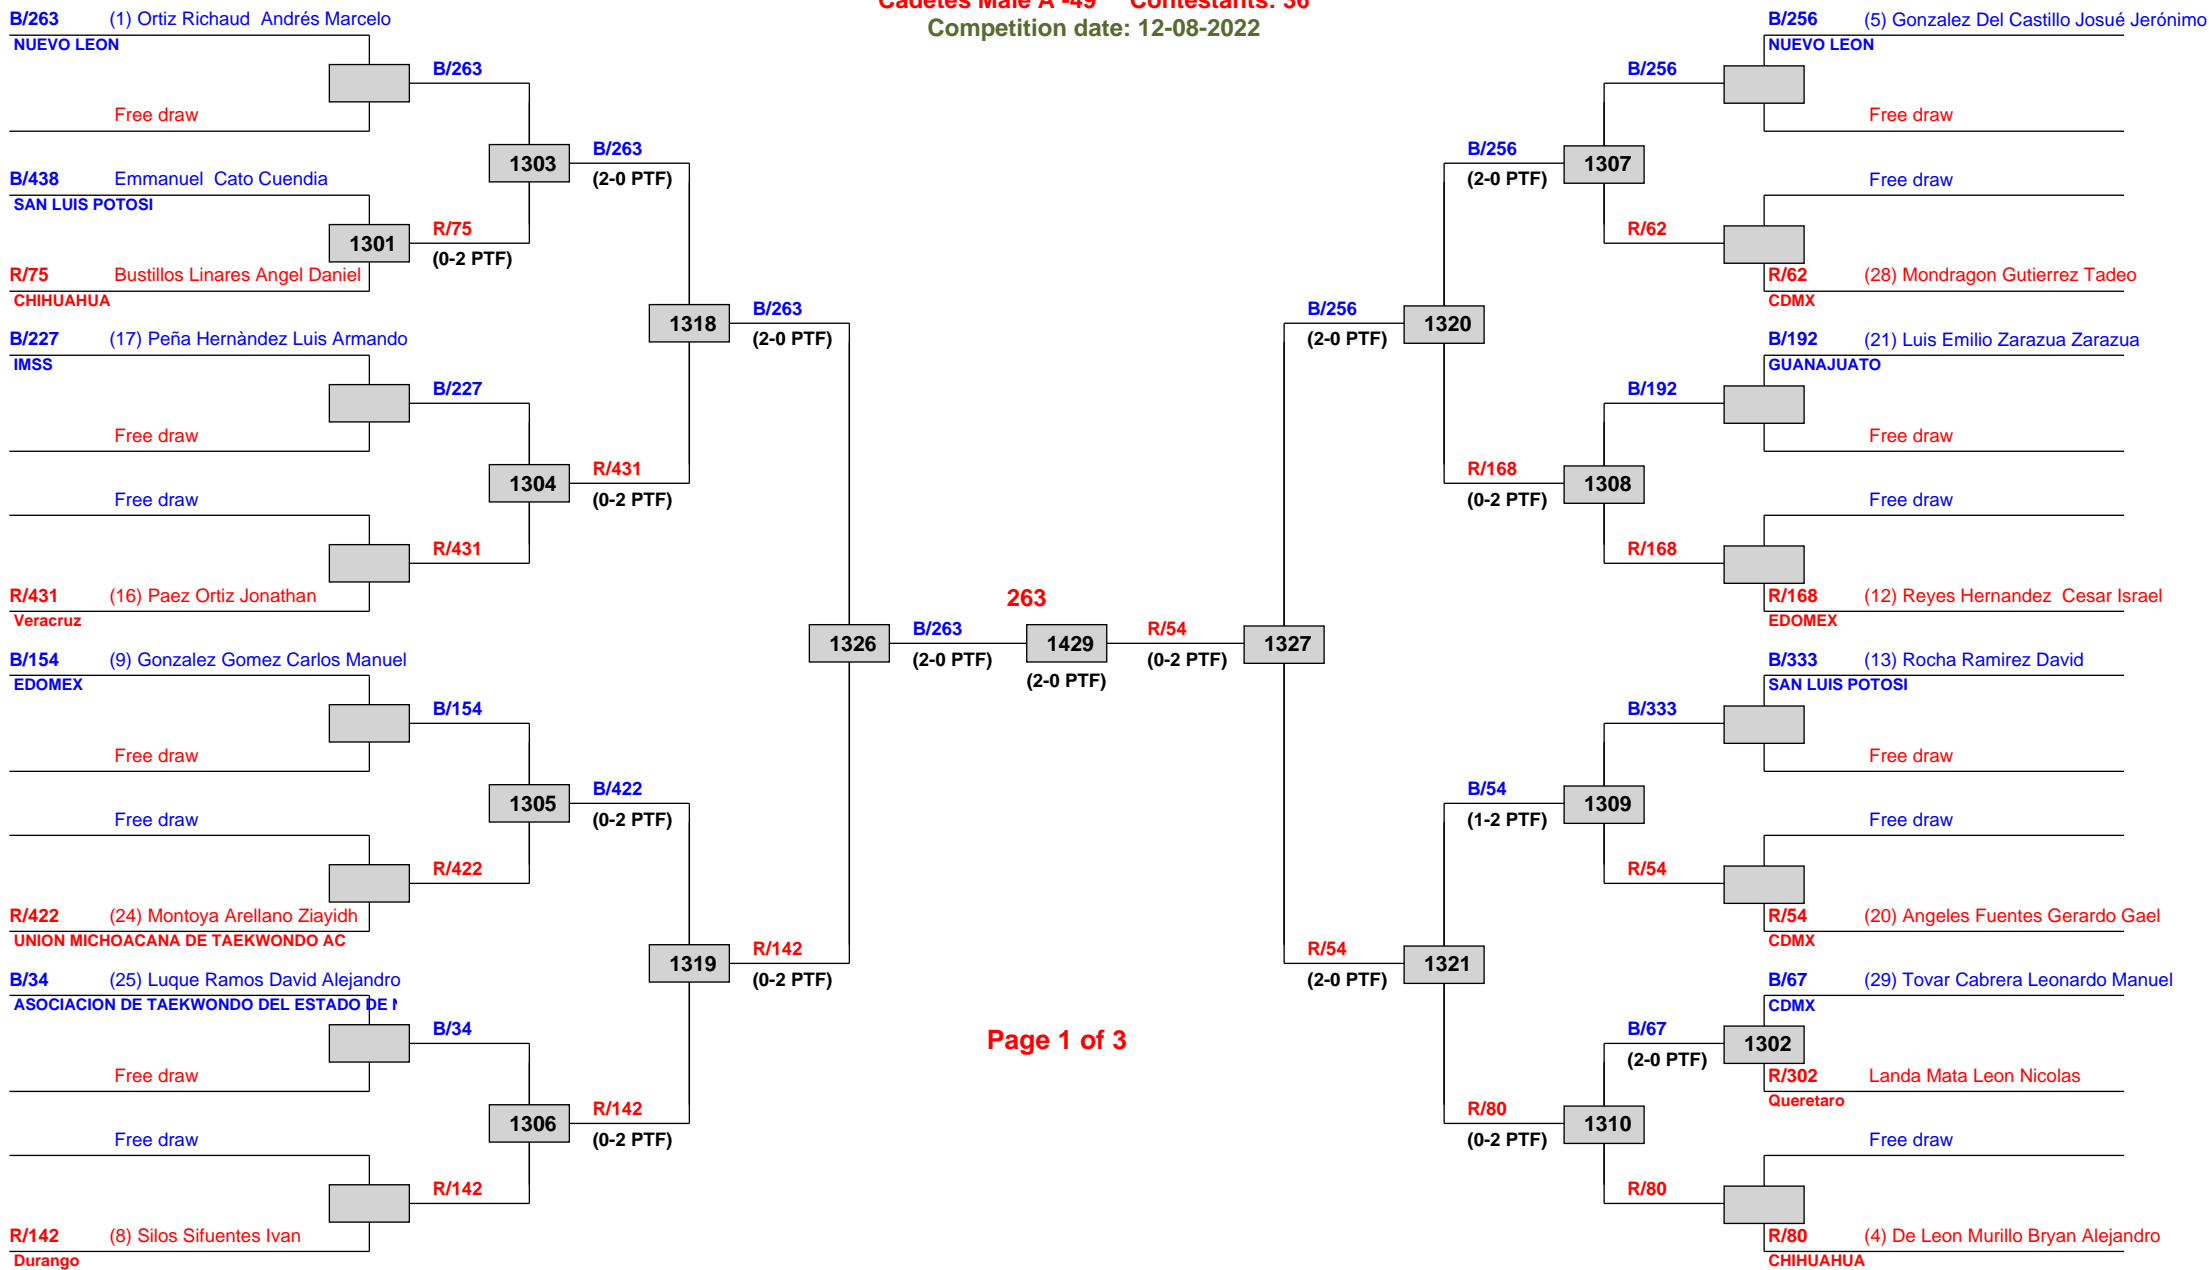 Cadetes Male A -49 Contestants: 36
Competition date: 12-08-2022
B/263 (1) Ortiz Richaud Andrés Marcelo
NUEVO LEON
B/263
Free draw
1303
B/263
(2-0 PTF)
B/438 Emmanuel Cato Cuendia
SAN LUIS POTOSI
1301
R/75
(0-2 PTF)
R/75 Bustillos Linares Angel Daniel
CHIHUAHUA
1318
B/263
(2-0 PTF)
B/227 (17) Peña Hernàndez Luis Armando
IMSS
B/227
Free draw
1304
R/431
(0-2 PTF)
Free draw
R/431
R/431 (16) Paez Ortiz Jonathan
Veracruz
1326
B/263
(2-0 PTF)
B/154 (9) Gonzalez Gomez Carlos Manuel
EDOMEX
B/154
Free draw
1305
B/422
(0-2 PTF)
Free draw
R/422
R/422 (24) Montoya Arellano Ziayidh
UNION MICHOACANA DE TAEKWONDO AC
1319
R/142
(0-2 PTF)
B/34 (25) Luque Ramos David Alejandro
ASOCIACION DE TAEKWONDO DEL ESTADO DE
B/34
Free draw
1306
R/142
(0-2 PTF)
Free draw
R/142
R/142 (8) Silos Sifuentes Ivan
Durango
263
1429
(2-0 PTF)
Page 1 of 3
R/54
(0-2 PTF)
1327
B/256 (5) Gonzalez Del Castillo Josué Jerónimo
NUEVO LEON
B/256
Free draw
B/256
(2-0 PTF)
1307
Free draw
R/62
R/62 (28) Mondragon Gutierrez Tadeo
CDMX
B/256
(2-0 PTF)
1320
B/192 (21) Luis Emilio Zarazua Zarazua
GUANAJUATO
B/192
Free draw
R/168
(0-2 PTF)
1308
Free draw
R/168
R/168 (12) Reyes Hernandez Cesar Israel
EDOMEX
B/333 (13) Rocha Ramirez David
SAN LUIS POTOSI
B/333
Free draw
B/54
(1-2 PTF)
1309
Free draw
R/54
R/54 (20) Angeles Fuentes Gerardo Gael
CDMX
R/54
(2-0 PTF)
1321
B/67 (29) Tovar Cabrera Leonardo Manuel
CDMX
B/67
(2-0 PTF)
1302
R/302 Landa Mata Leon Nicolas
Queretaro
R/80
(0-2 PTF)
1310
Free draw
R/80
R/80 (4) De Leon Murillo Bryan Alejandro
CHIHUAHUA